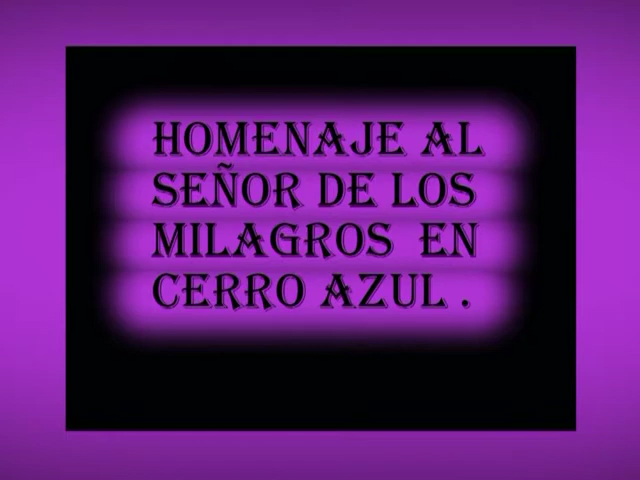 HOMENAJE AL
SEÑOR DE LOS
MILAGROS EN
CERRO AZUL .